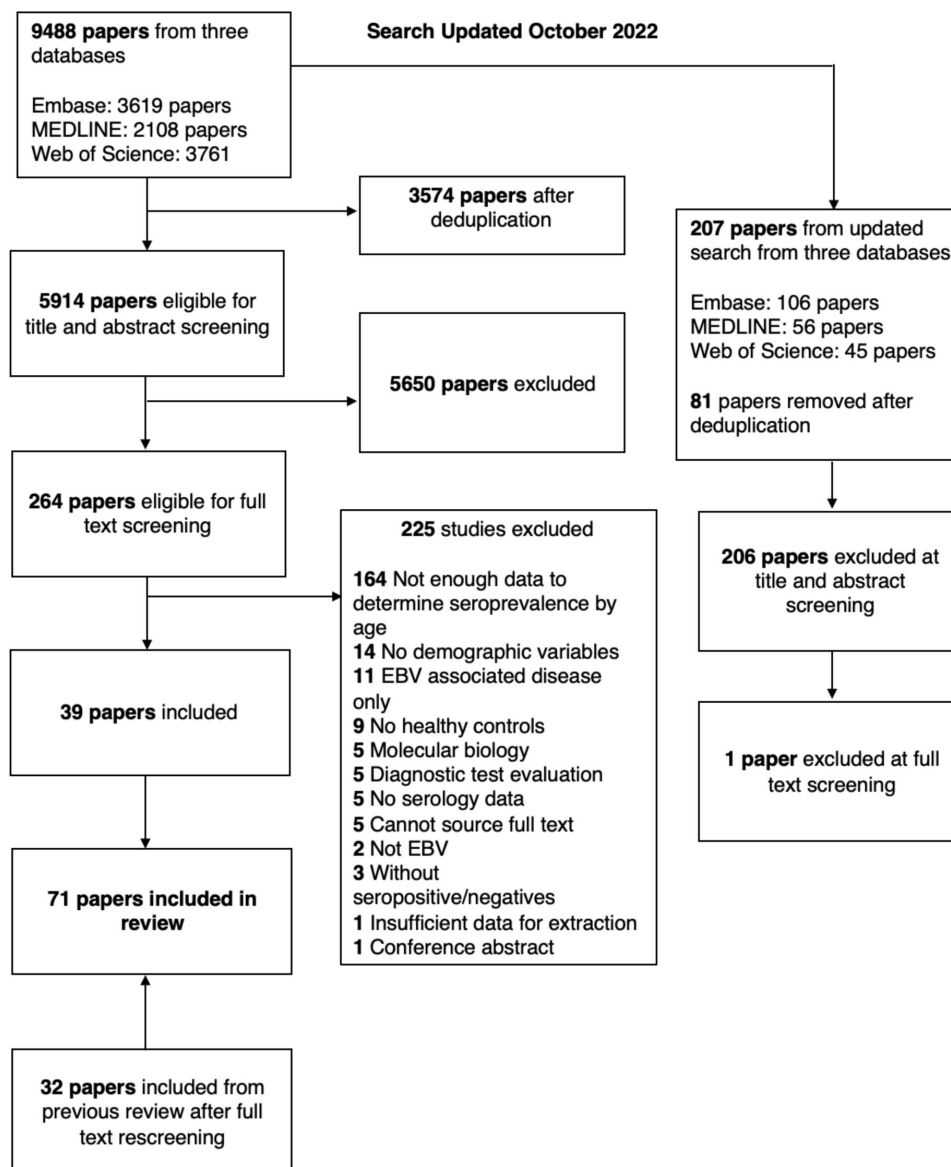 9488 papers from three
databases
Embase: 3619 papers
MEDLINE: 2108 papers
Web of Science: 3761
Search Updated October 2022
3574 papers after
deduplication
5914 papers eligible for
title and abstract screening
5650 papers excluded
264 papers eligible for full
text screening
225 studies excluded
164 Not enough data to
determine seroprevalence by
age
14 No demographic variables
11 EBV associated disease
only
9 No healthy controls
5 Molecular biology
5 Diagnostic test evaluation
5 No serology data
5 Cannot source full text
2 Not EBV
3 Without
seropositive/negatives
1 Insufficient data for extraction
1 Conference abstract
39 papers included
71 papers included in
review
32 papers included from
previous review after full
text rescreening
207 papers from updated
search from three databases
Embase: 106 papers
MEDLINE: 56 papers
Web of Science: 45 papers
81 papers removed after
deduplication
206 papers excluded at
title and abstract
screening
1 paper excluded at full
text screening